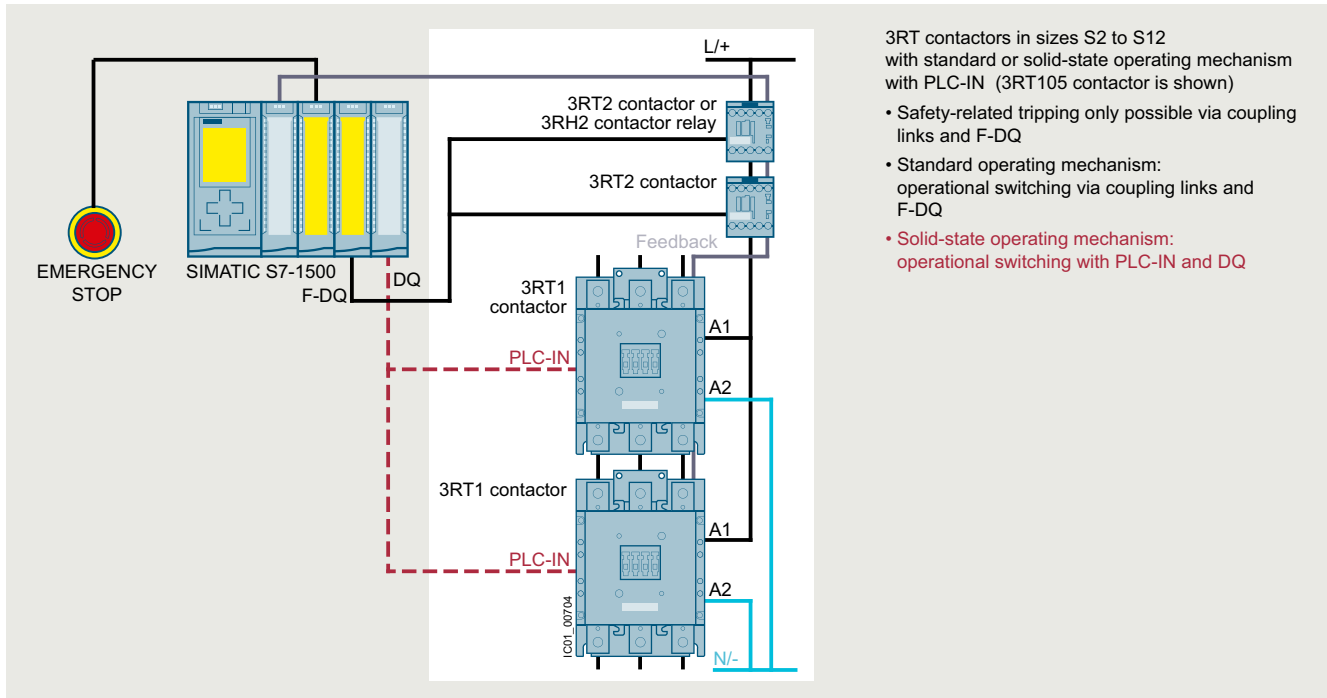 L/+
3RT2 contactor or
3RH2 contactor relay
3RT2 contactor
Feedback
EMERGENCY
STOP
SIMATIC S7-1500
F-DQ
DQ
3RT1
contactor
A1
PLC-IN
A2
3RT1 contactor
A1
PLC-IN
A2
IC01_00704
N/-
3RT contactors in sizes S2 to S12
with standard or solid-state operating mechanism
with PLC-IN (3RT105 contactor is shown)
• Safety-related tripping only possible via coupling
links and F-DQ
• Standard operating mechanism:
operational switching via coupling links and
F-DQ
• Solid-state operating mechanism:
operational switching with PLC-IN and DQ